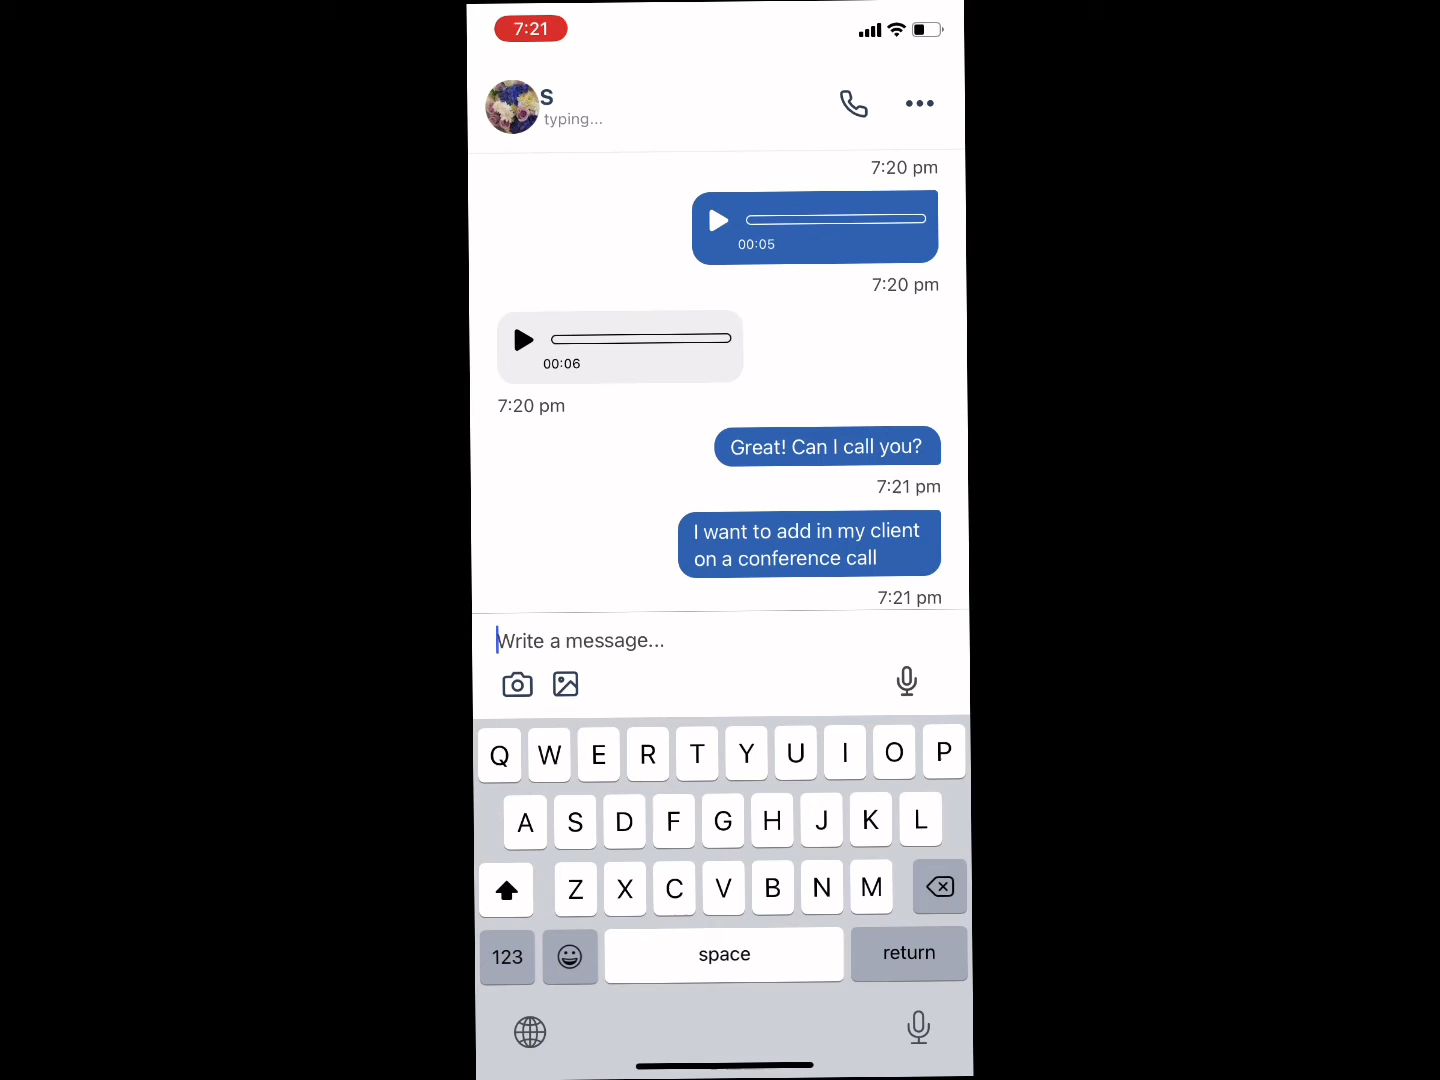 7:21
S
typing...
7:20 pm
00:05
7:20 pm
00:06
7:20 pm
Great! Can I call you?
7:21 pm
I want to add in my client
on a conference call
7:21 pm
Write a message...
Q W E R T Y U I O P
A S D F G H J K L
Z X C V B N M
123 space return